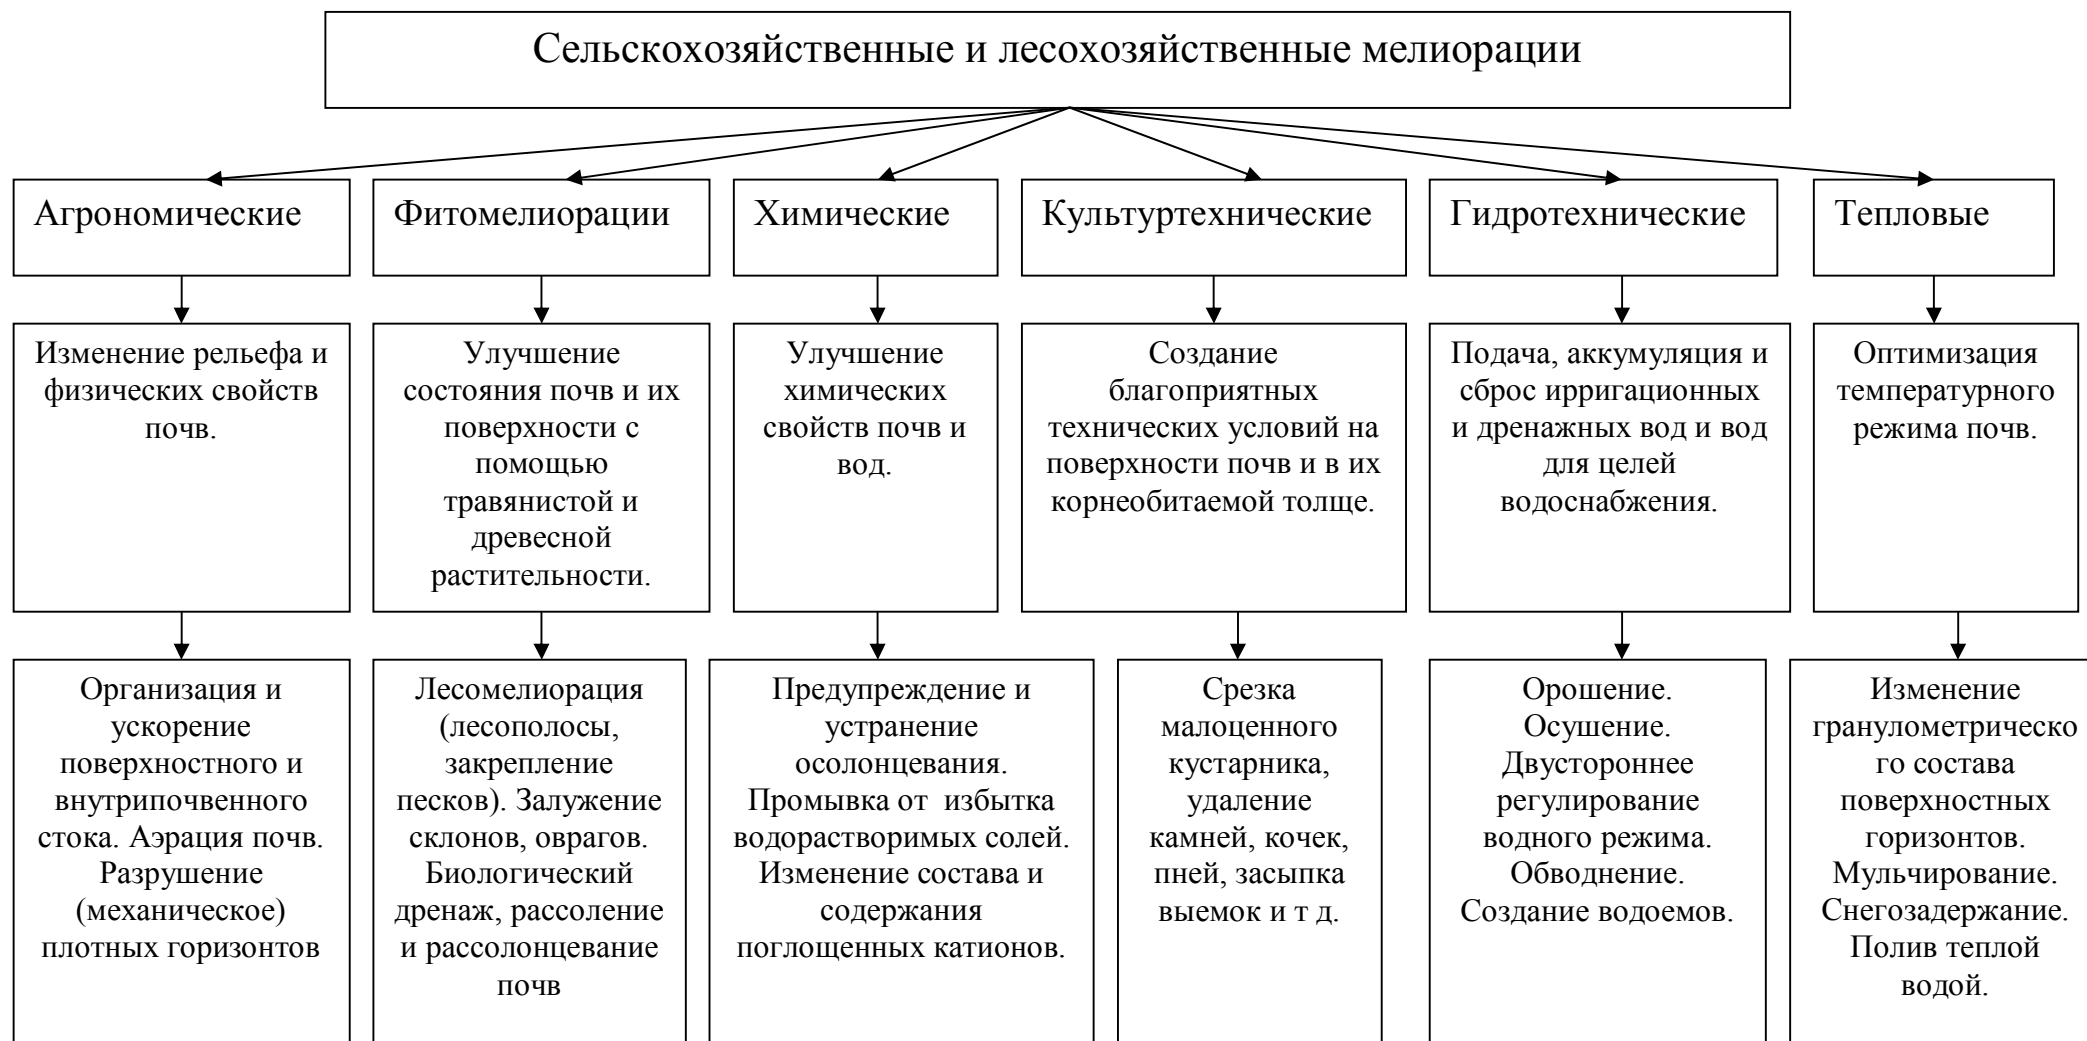 Сельскохозяйственные и лесохозяйственные мелиорации
Агрономические
Фитомелиорации
Химические
Культуртехнические
Гидротехнические
Тепловые
Изменение рельефа и
физических свойств
почв.
Улучшение
состояния почв и их
поверхности с
помощью
травянистой и
древесной
растительности.
Улучшение
химических
свойств почв и
вод.
Создание
благоприятных
технических условий на
поверхности почв и в их
корнеобитаемой толще.
Подача, аккумуляция и
сброс ирригационных
и дренажных вод и вод
для целей
водоснабжения.
Оптимизация
температурного
режима почв.
Организация и
ускорение
поверхностного и
внутрипочвенного
стока. Аэрация почв.
Разрушение
(механическое)
плотных горизонтов
Лесомелиорация
(лесополосы,
закрепление
песков). Залужение
склонов, оврагов.
Биологический
дренаж, рассоление
и рассолонцевание
почв
Предупреждение и
устранение
осолонцевания.
Промывка от избытка
водорастворимых солей.
Изменение состава и
содержания
поглощенных катионов.
Срезка
малоценного
кустарника,
удаление
камней, кочек,
пней, засыпка
выемок и т д.
Орошение.
Осушение.
Двустороннее
регулирование
водного режима.
Обводнение.
Создание водоемов.
Изменение
гранулометрическо
го состава
поверхностных
горизонтов.
Мульчирование.
Снегозадержание.
Полив теплой
водой.